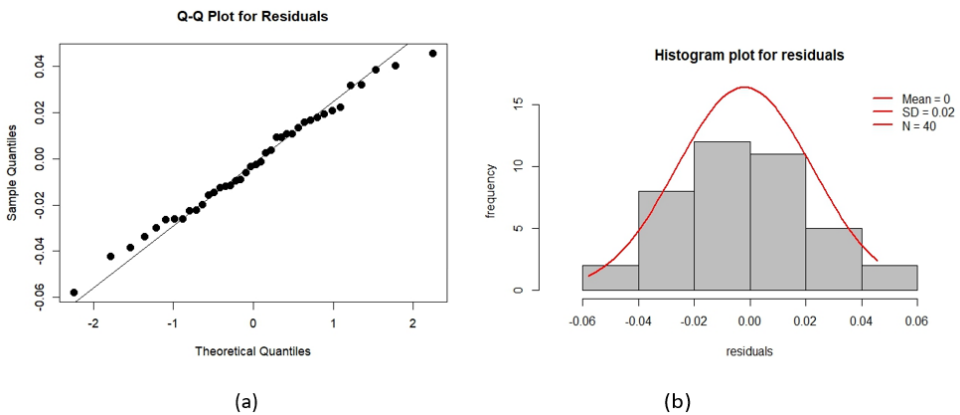 Q-Q Plot for Residuals
Sample Quantiles
0.04
0.02
0.00
-0.02
-0.04
-0.06
-2
-1
0
1
2
Theoretical Quantiles
(a)
Histogram plot for residuals
Mean = 0
SD = 0.02
N = 40
frequency
15
10
5
0
-0.06
-0.04
-0.02
0.00
0.02
0.04
0.06
residuals
(b)